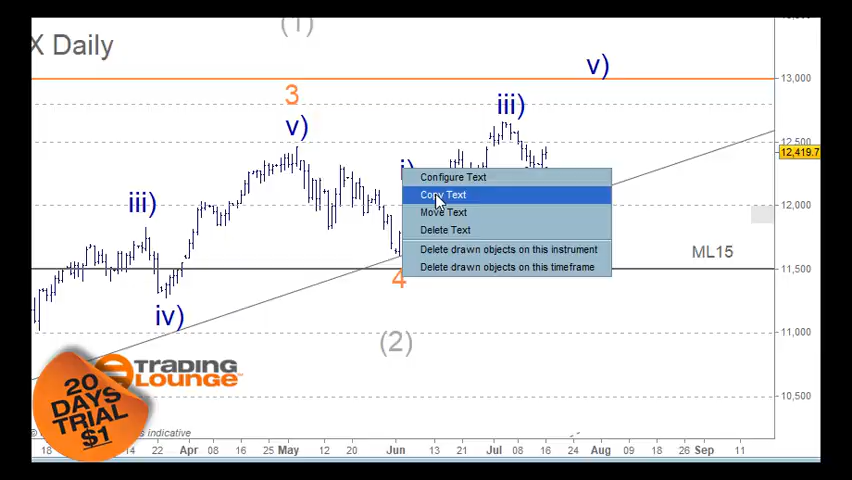 (1)
X Daily
v)
13,000
3
iii)
v)
12,500
12,419.7
i)
Configure Text
Copy Text
iii)
12,000
Move Text
Delete Text
Delete drawn objects on this instrument
ML15
Delete drawn objects on this timeframe
11,500
4
iv)
11,000
(2)
TRADING
LOUNGE
20
DAYS
TRIAL
$1
10,500
is indicative
18
14
Apr
08
16
25
May
12
20
Jun
13
21
Jul
08
16
24
Aug
09
18
26
Sep
11